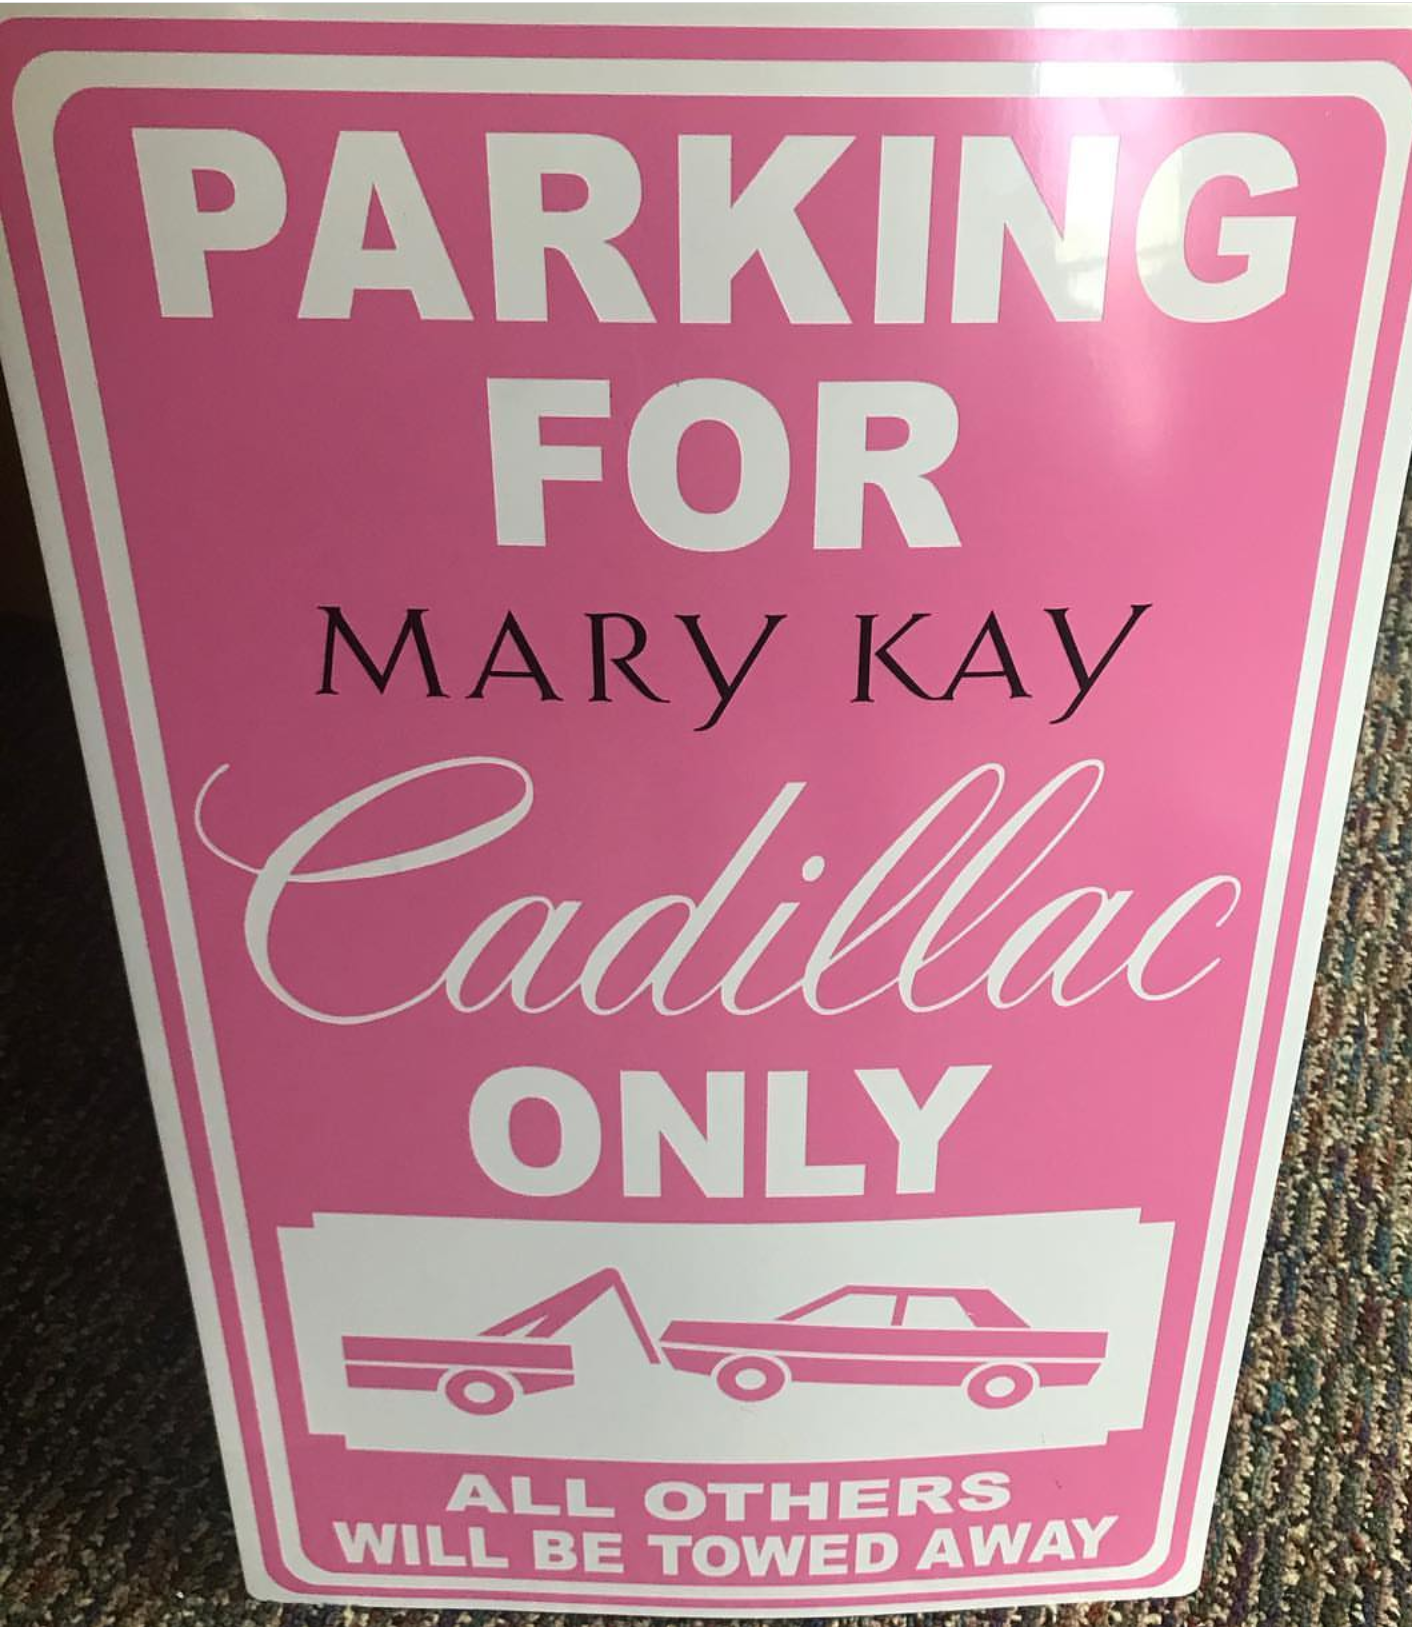 PARKING
FOR
MARY KAY
Cadillac
ONLY
ALL OTHERS
WILL BE TOWED AWAY